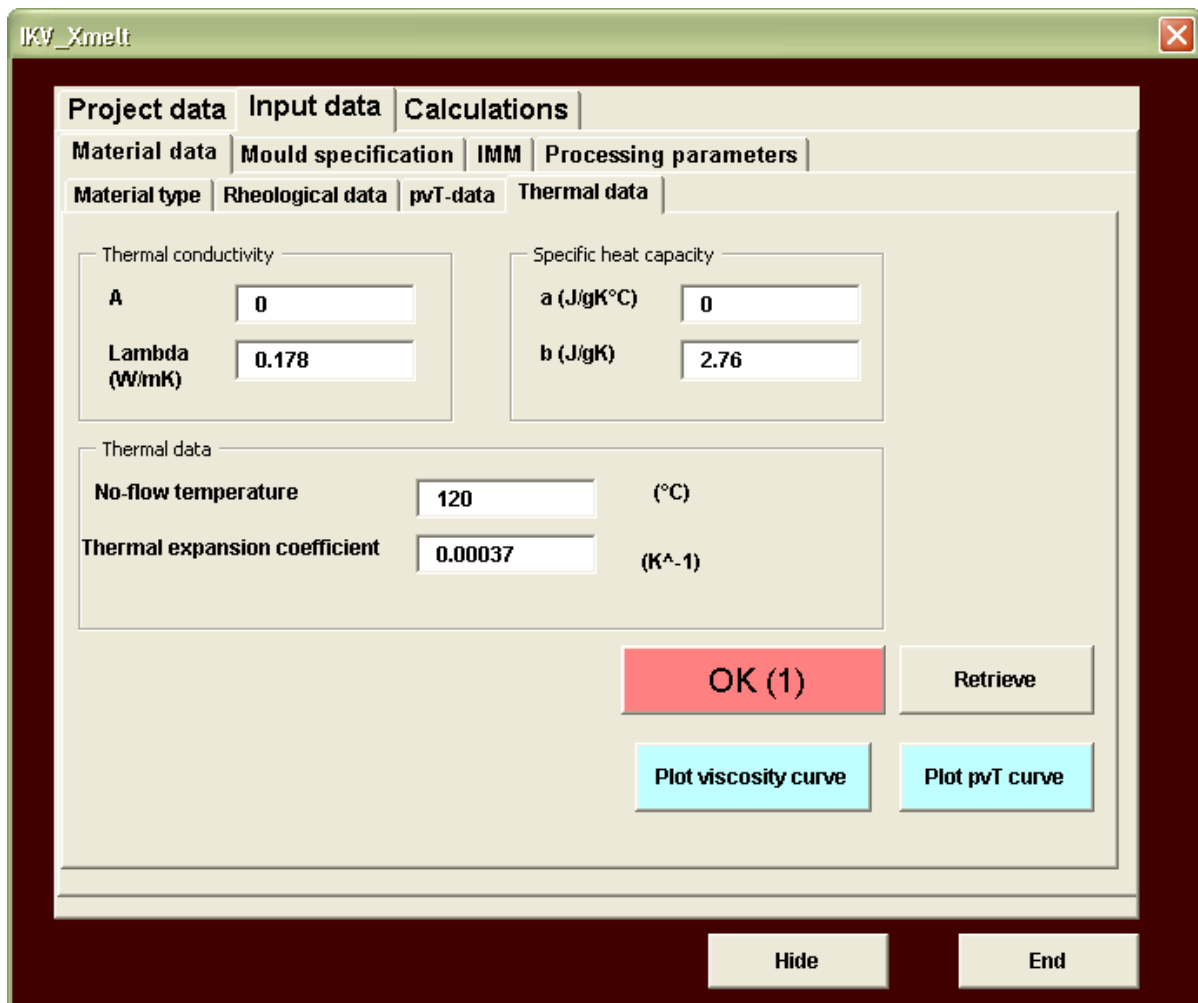 IKV_Xmelt
Project data Input data Calculations
Material data Mould specification IMM Processing parameters
Material type Rheological data pvT-data Thermal data
Thermal conductivity
A 0
Lambda (W/mK) 0.178
Specific heat capacity
a (J/gK°C) 0
b (J/gK) 2.76
Thermal data
No-flow temperature 120 (°C)
Thermal expansion coefficient 0.00037 (K^-1)
OK (1) Retrieve
Plot viscosity curve Plot pvT curve
Hide End